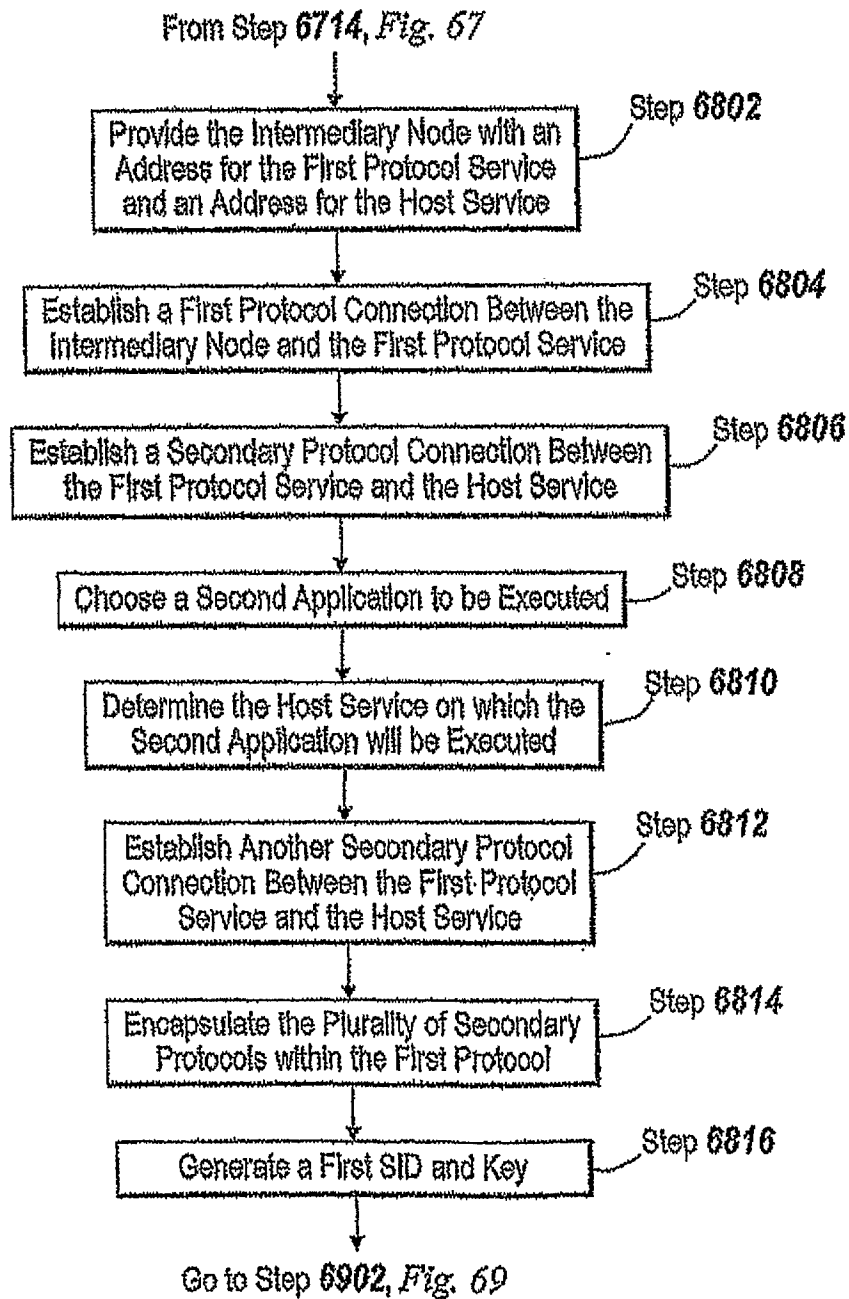 From Step 6714, Fig. 67
Step 6802
Provide the Intermediary Node with an
Address for the First Protocol Service
and an Address for the Host Service
Step 6804
Establish a First Protocol Connection Between the
Intermediary Node and the First Protocol Service
Step 6806
Establish a Secondary Protocol Connection Between
the First Protocol Service and the Host Service
Step 6808
Choose a Second Application to be Executed
Step 6810
Determine the Host Service on which the
Second Application will be Executed
Step 6812
Establish Another Secondary Protocol
Connection Between the First Protocol
Service and the Host Service
Step 6814
Encapsulate the Plurality of Secondary
Protocols within the First Protocol
Step 6816
Generate a First SID and Key
Go to Step 6902, Fig. 69